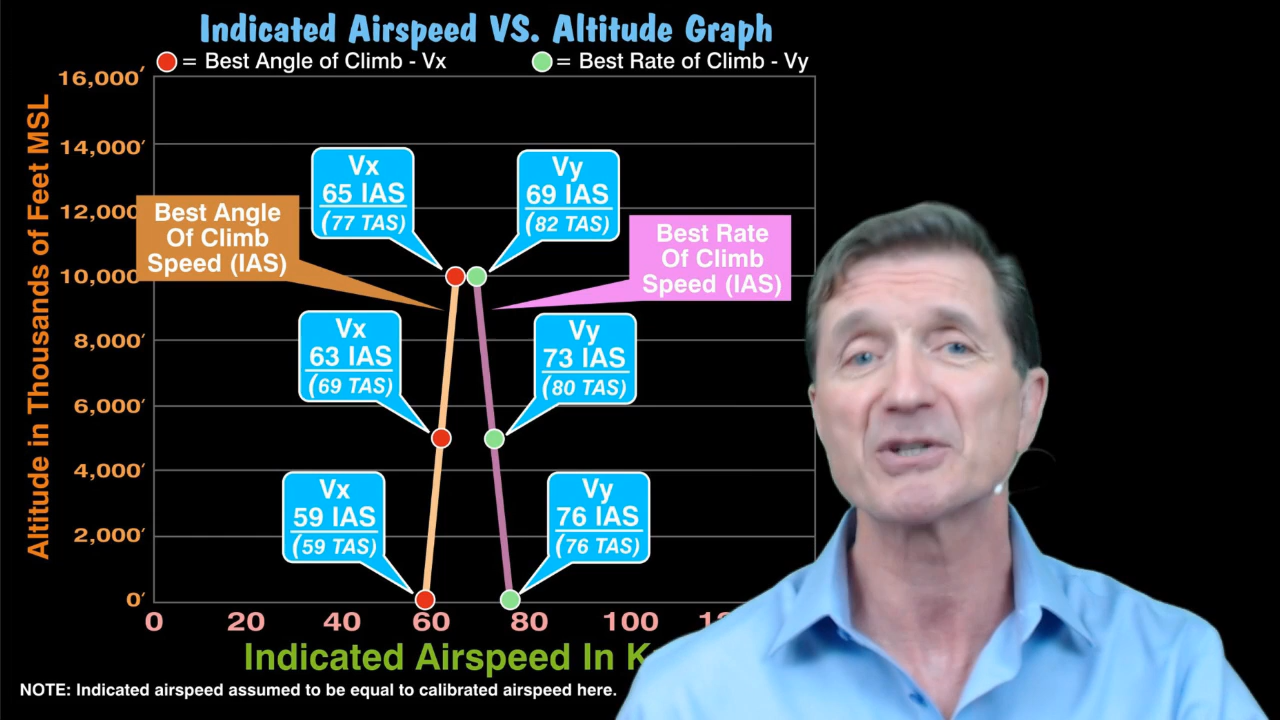 Indicated Airspeed VS. Altitude Graph
= Best Angle of Climb - Vx
= Best Rate of Climb - Vy
Altitude in Thousands of Feet MSL
16,000′
14,000′
12,000
10,000′
8,000′
6,000′
4,000′
2,000′
0′
Vx
65 IAS
(77 TAS)
Vy
69 IAS
(82 TAS)
Best Angle
Of Climb
Speed (IAS)
Best Rate
Of Climb
Speed (IAS)
Vx
63 IAS
(69 TAS)
Vy
73 IAS
(80 TAS)
Vx
59 IAS
(59 TAS)
Vy
76 IAS
(76 TAS)
0 20 40 60 80 100
Indicated Airspeed In
NOTE: Indicated airspeed assumed to be equal to calibrated airspeed here.